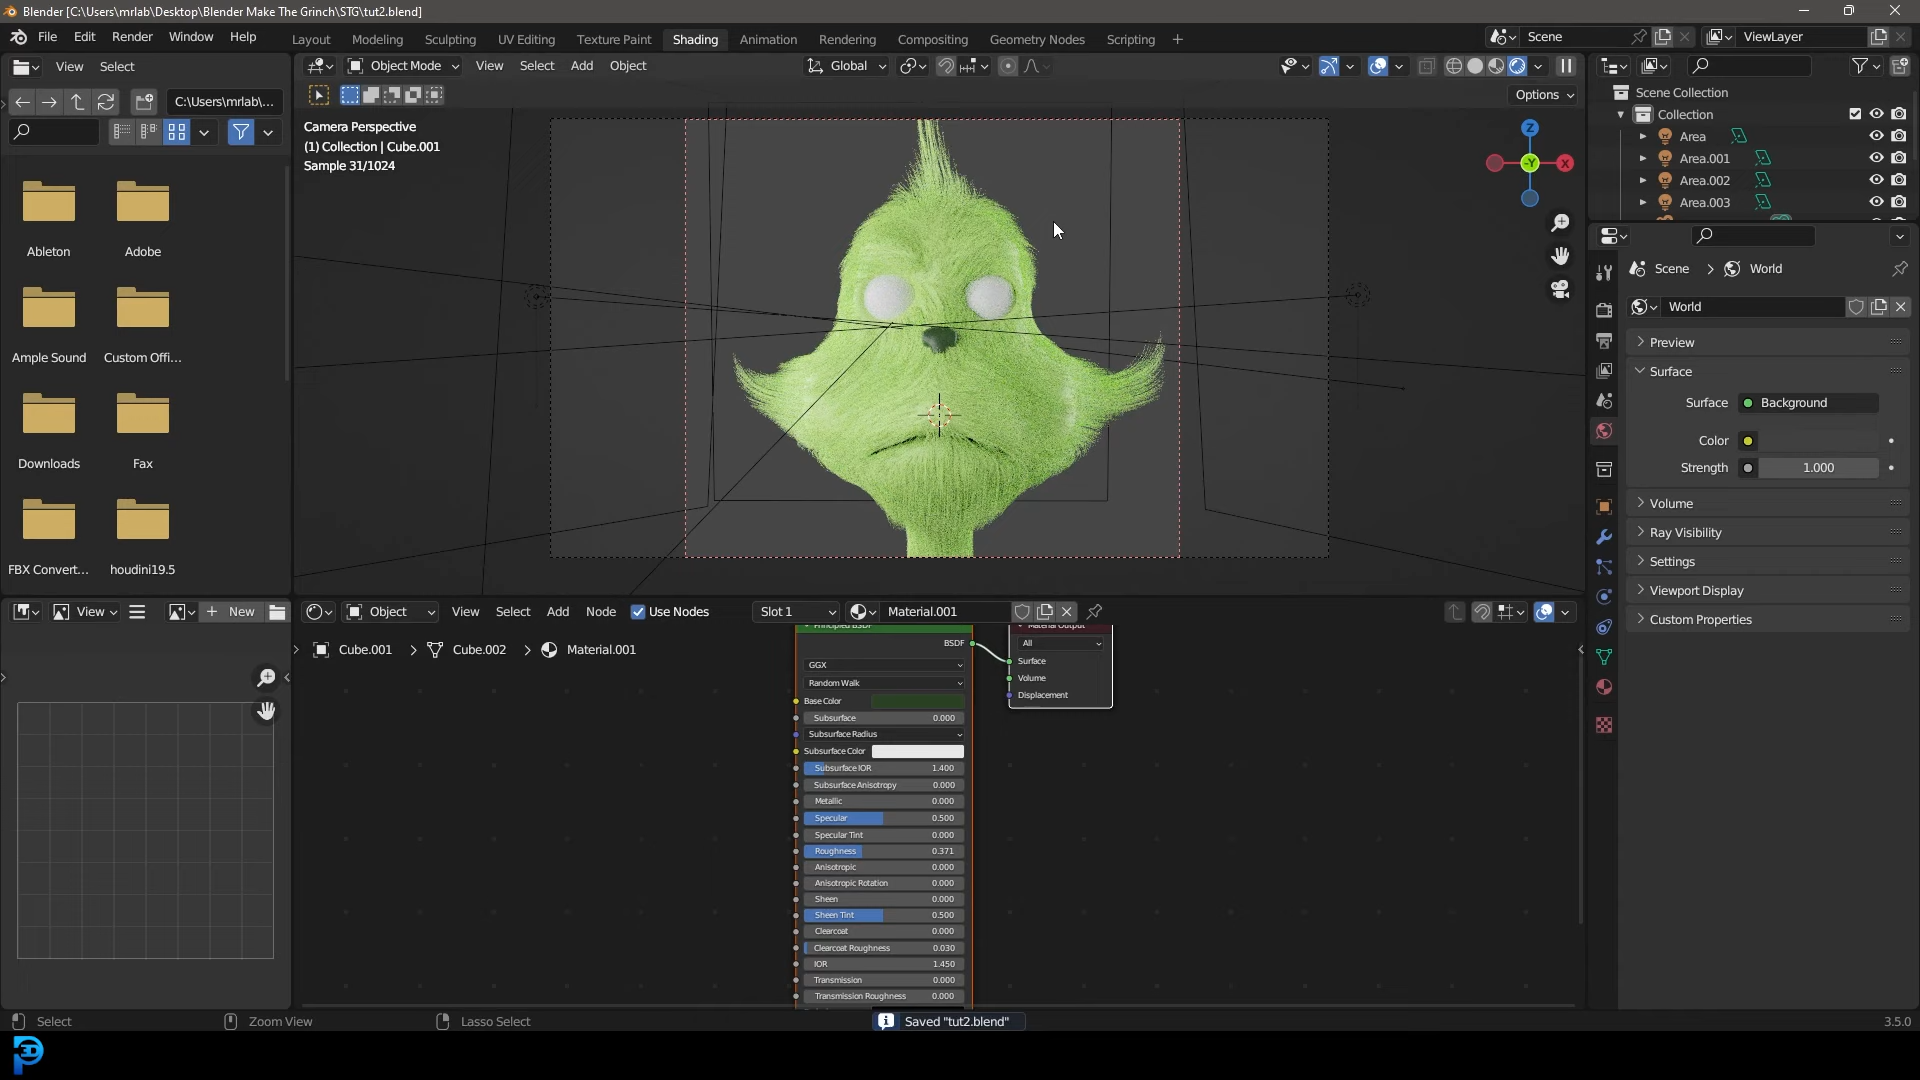 Blender [C:\Users\mrlab\Desktop\Blender Make The Grinch\STG\tut2.blend]
File Edit Render Window Help
Layout Modeling Sculpting UV Editing Texture Paint Shading Animation Rendering Compositing Geometry Nodes Scripting +
Scene
ViewLayer
View Select
Object Mode View Select Add Object
Global
C:\Users\mrlab\...
Options
Camera Perspective
(1) Collection | Cube.001
Sample 31/1024
Z
-Y
X
Ableton
Adobe
Ample Sound
Custom Offi...
Downloads
Fax
FBX Convert...
houdini19.5
Scene Collection
Collection
Area
Area.001
Area.002
Area.003
Scene > World
World
Preview
Surface
Surface Background
Color
Strength 1.000
Volume
Ray Visibility
Settings
Viewport Display
Custom Properties
View
+ New
Object View Select Add Node Use Nodes
Slot 1
Material.001
Cube.001 > Cube.002 > Material.001
Principled BSDF
BSDF
GGX
Random Walk
Base Color
Subsurface 0.000
Subsurface Radius
Subsurface Color
Subsurface IOR 1.400
Subsurface Anisotropy 0.000
Metallic 0.000
Specular 0.500
Specular Tint 0.000
Roughness 0.371
Anisotropic 0.000
Anisotropic Rotation 0.000
Sheen 0.000
Sheen Tint 0.500
Clearcoat 0.000
Clearcoat Roughness 0.030
IOR 1.450
Transmission 0.000
Transmission Roughness 0.000
Material Output
All
Surface
Volume
Displacement
Select
Zoom View
Lasso Select
Saved "tut2.blend"
3.5.0